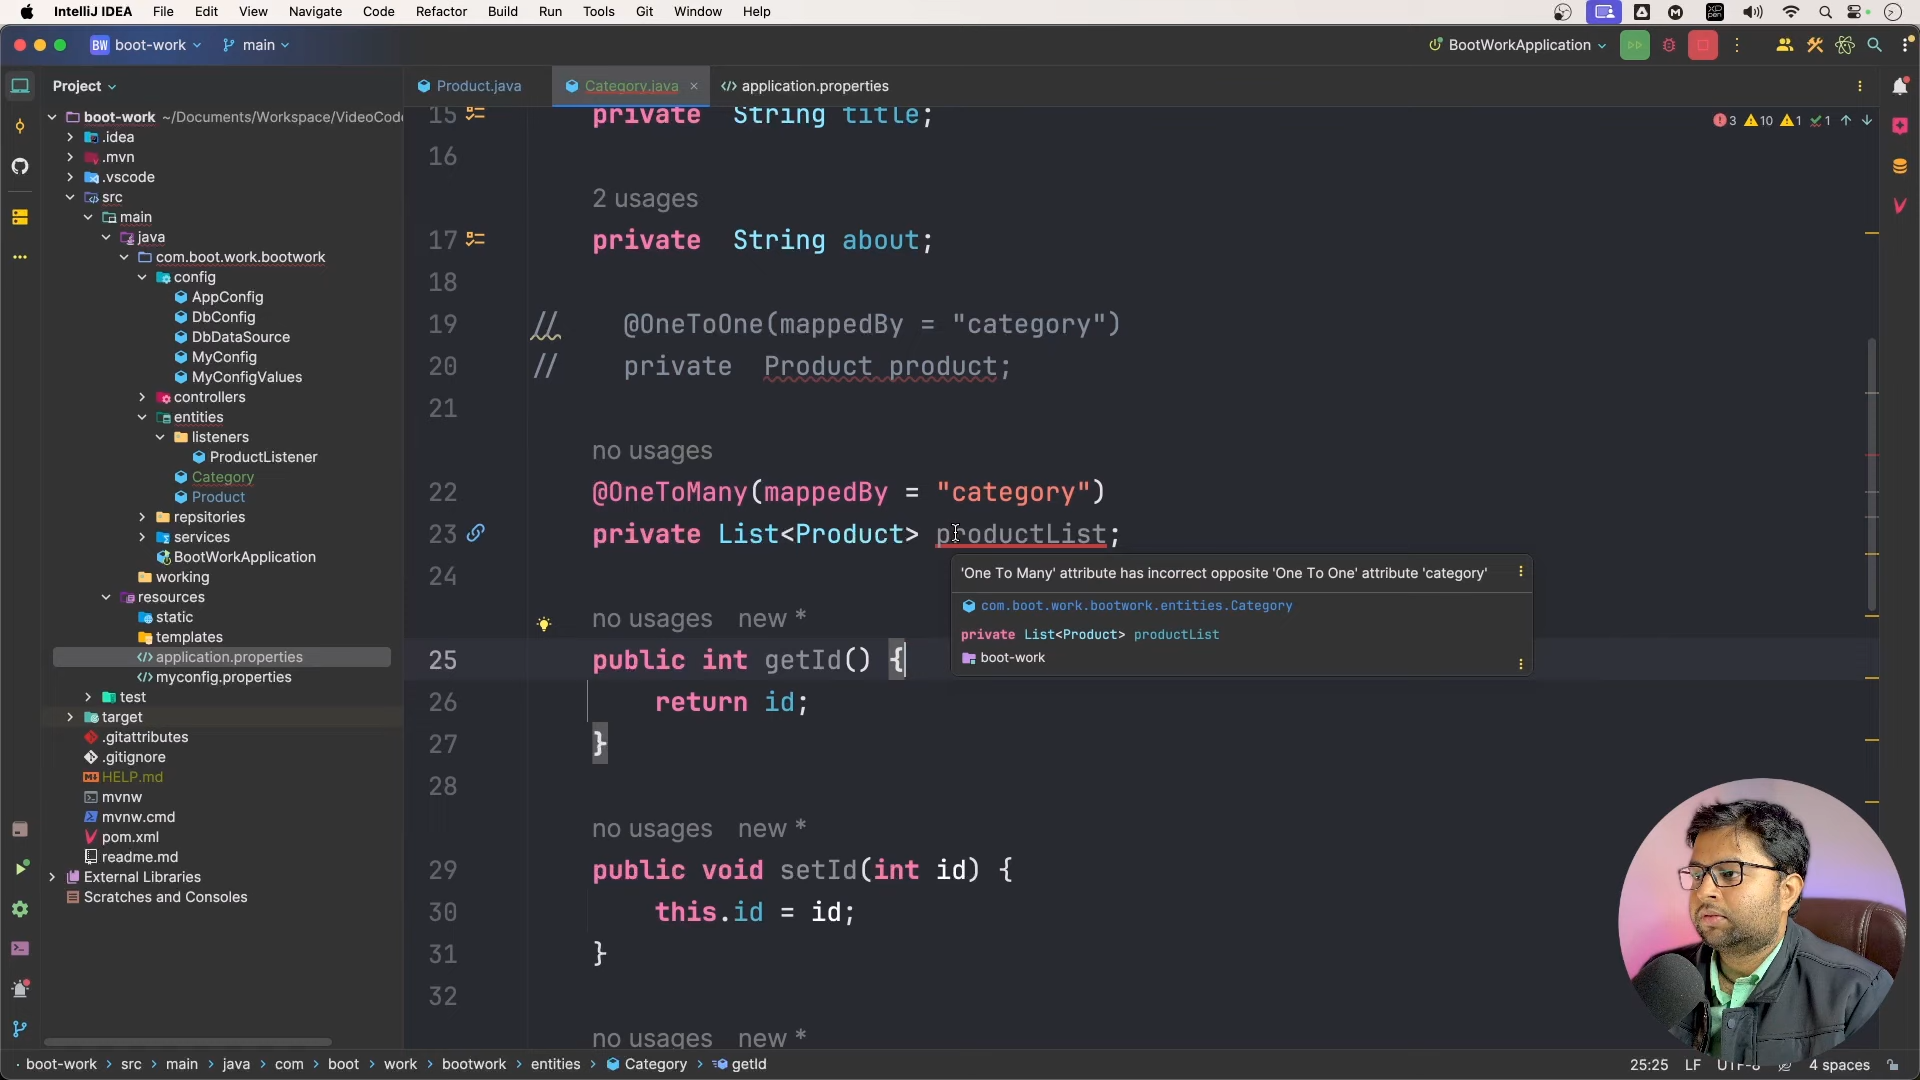 IntelliJ IDEA File Edit View Navigate Code Refactor Build Run Tools Git Window Help
BW boot-work main BootWorkApplication
Project Product.java Category.java application.properties
boot-work ~/Documents/Workspace/VideoCode
.idea
.mvn
.vscode
src
main
java
com.boot.work.bootwork
config
AppConfig
DbConfig
DbDataSource
MyConfig
MyConfigValues
controllers
entities
listeners
ProductListener
Category
Product
repsitories
services
BootWorkApplication
working
resources
static
templates
application.properties
myconfig.properties
test
target
.gitattributes
.gitignore
HELP.md
mvnw
mvnw.cmd
pom.xml
readme.md
External Libraries
Scratches and Consoles
3 10 1 1
15 private String title;
16
2 usages
17 private String about;
18
19 // @OneToOne(mappedBy = "category")
20 // private Product product;
21
no usages
22 @OneToMany(mappedBy = "category")
23 private List<Product> productList;
24
'One To Many' attribute has incorrect opposite 'One To One' attribute 'category'
com.boot.work.bootwork.entities.Category
private List<Product> productList
boot-work
no usages new *
25 public int getId() {
26 return id;
27 }
28
no usages new *
29 public void setId(int id) {
30 this.id = id;
31 }
32
no usages new *
boot-work > src > main > java > com > boot > work > bootwork > entities > Category > getId
25:25 LF UTF-8 4 spaces